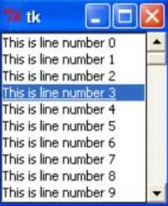 tk
This is line number 0
This is line number 1
This is line number 2
This is line number 3
This is line number 4
This is line number 5
This is line number 6
This is line number 7
This is line number 8
This is line number 9